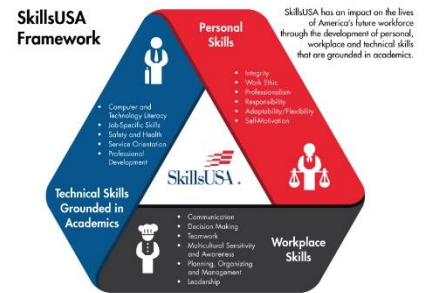 SkillsUSA
Framework
SkillsUSA has an impact on the lives
of America's future workforce
through the development of personal,
workplace and technical skills
that are grounded in academics.
Personal
Skills
• Integrity
• Work Ethic
• Professionalism
• Responsibility
• Adaptability/Flexibility
• Self-Motivation
• Computer and
Technology Literacy
• Job-Specific Skills
• Safety and Health
• Service Orientation
• Professional
Development
Technical Skills
Grounded in
Academics
SkillsUSA.
• Communication
• Decision Making
• Teamwork
• Multicultural Sensitivity
and Awareness
• Planning, Organizing
and Management
• Leadership
Workplace
Skills